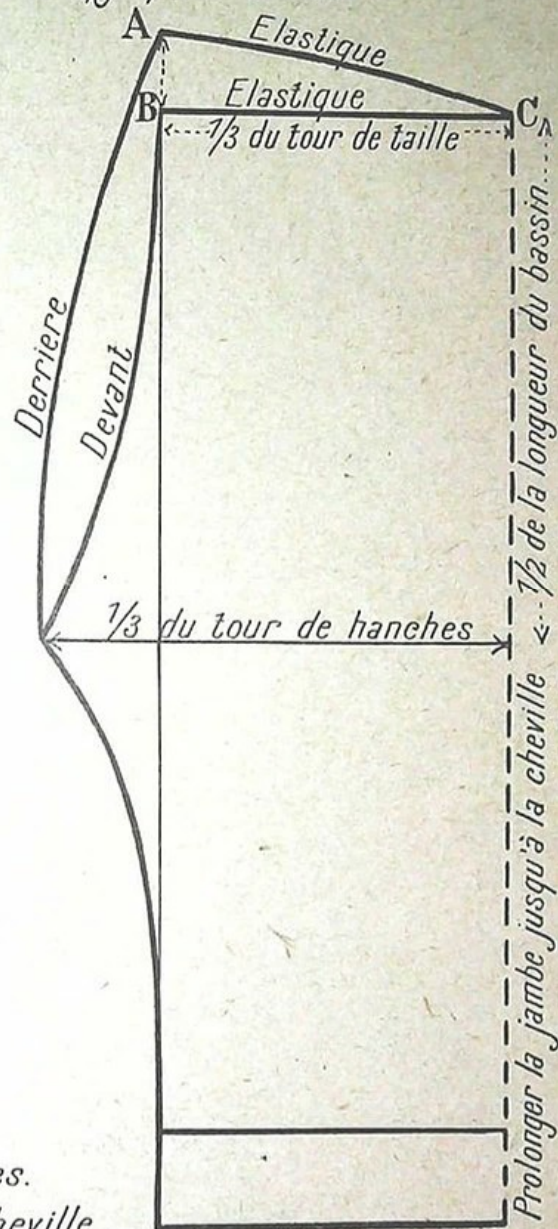 A
Elastique
B
Elastique
C
1/3 du tour de taille
Derriere
Devant
1/2 de la longueur du bassin
1/3 du tour de hanches
Prolonger la jambe jusqu'à la cheville